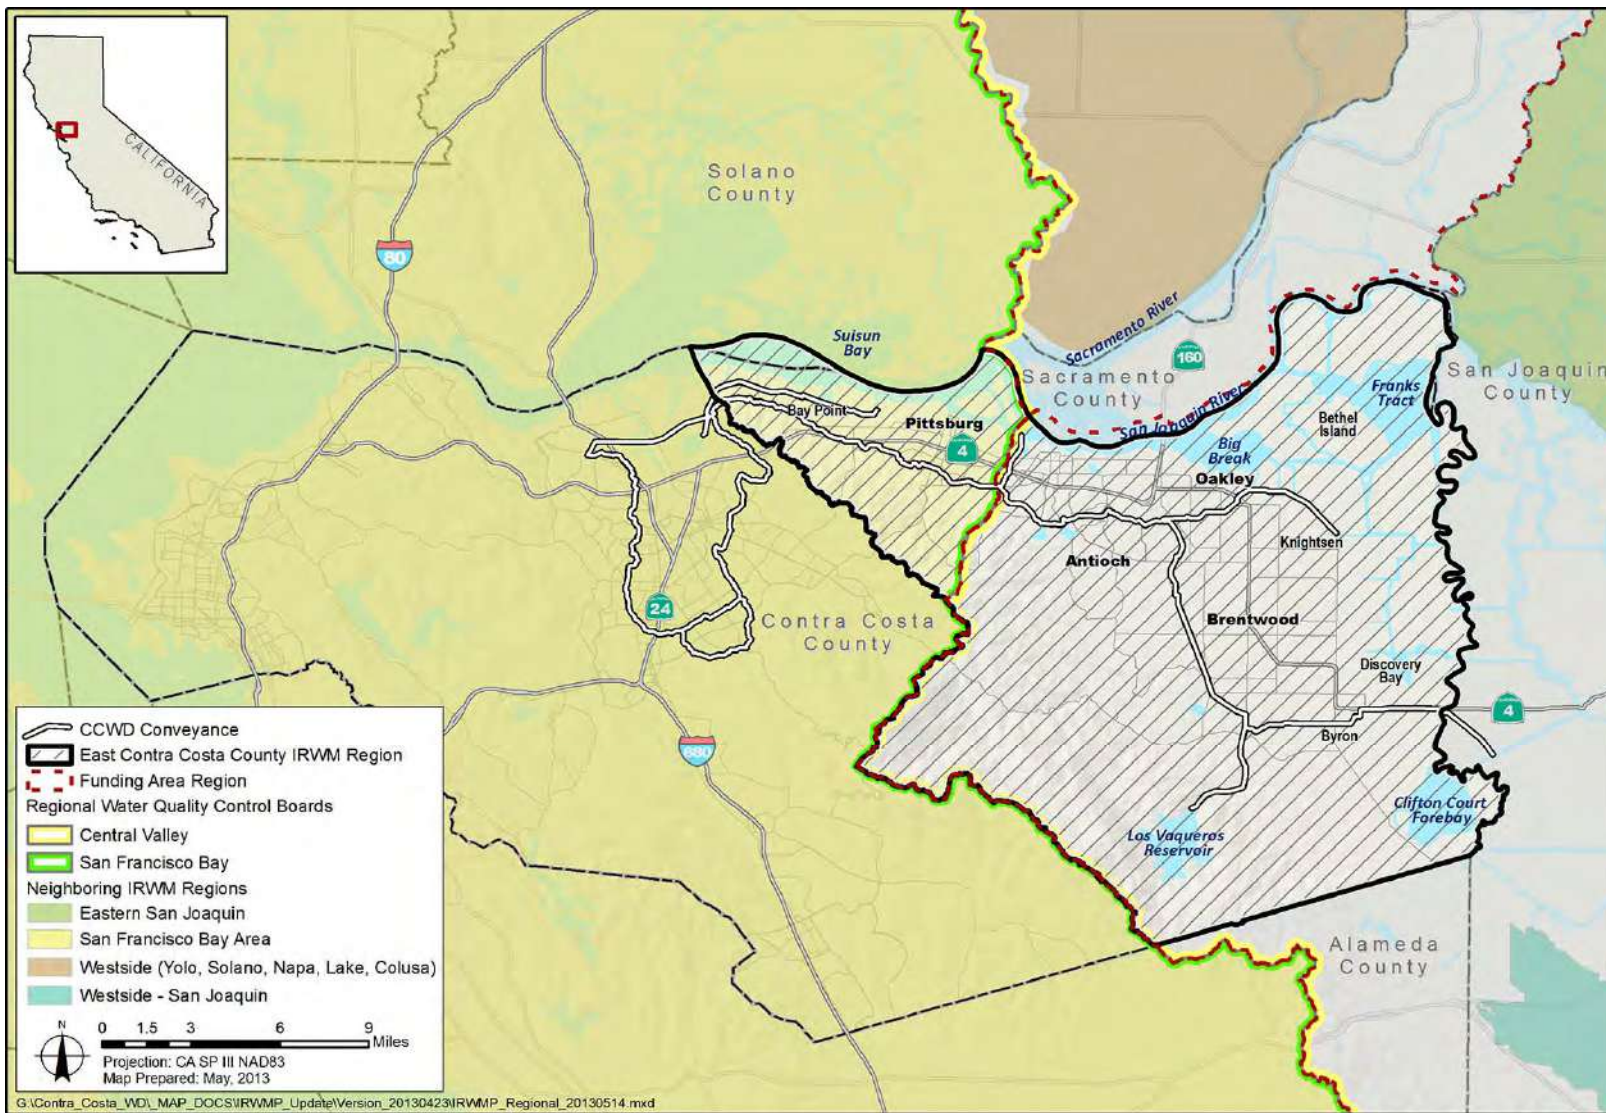 CALIFORNIA
Solano
County
80
Suisun
Bay
Sacramento River
160
Sacramento
County
San Joaquin River
San Joaquin
County
Franks
Tract
Bethel
Island
Big
Break
Bay Point
Pittsburg
4
Oakley
Knightsen
Antioch
24
Contra Costa
County
Brentwood
Discovery
Bay
4
Byron
680
Clifton Court
Forebay
Los Vaqueros
Reservoir
Alameda
County
CCWD Conveyance
East Contra Costa County IRWM Region
Funding Area Region
Regional Water Quality Control Boards
Central Valley
San Francisco Bay
Neighboring IRWM Regions
Eastern San Joaquin
San Francisco Bay Area
Westside (Yolo, Solano, Napa, Lake, Colusa)
Westside - San Joaquin
N
0 1.5 3 6 9
Miles
Projection: CA SP III NAD83
Map Prepared: May, 2013
G:\Contra_Costa_WD\_MAP_DOCS\IRWMP_Update\Version_20130423\IRWMP_Regional_20130514.mxd